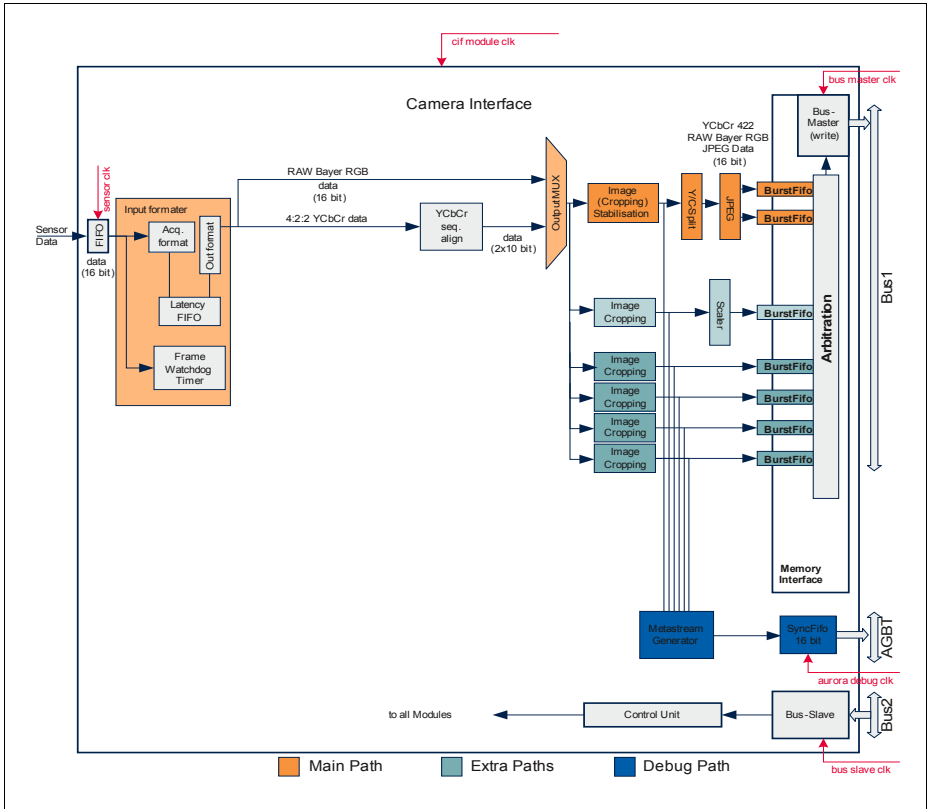 cif module clk
bus master clk
Camera Interface
YCbCr 422
RAW Bayer RGB
JPEG Data
(16 bit)
Bus-
Master
(write)
sensor clk
Input formater
RAW Bayer RGB
data
(16 bit)
Output MUX
Image
(Cropping)
Stabilisation
Y/C-Split
JPEG
BurstFifo
BurstFifo
Sensor
Data
FIFO
data
(16 bit)
Acq.
format
Out format
4:2:2 YCbCr data
YCbCr
seq.
align
data
(2x10 bit)
Latency
FIFO
Image
Cropping
Scaler
BurstFifo
Arbitration
Bus1
Frame
Watchdog
Timer
Image
Cropping
BurstFifo
Image
Cropping
BurstFifo
Image
Cropping
BurstFifo
Image
Cropping
BurstFifo
Memory
Interface
Metastream
Generator
SyncFifo
16 bit
AGBT
aurora debug clk
to all Modules
Control Unit
Bus-Slave
Bus2
bus slave clk
Main Path
Extra Paths
Debug Path